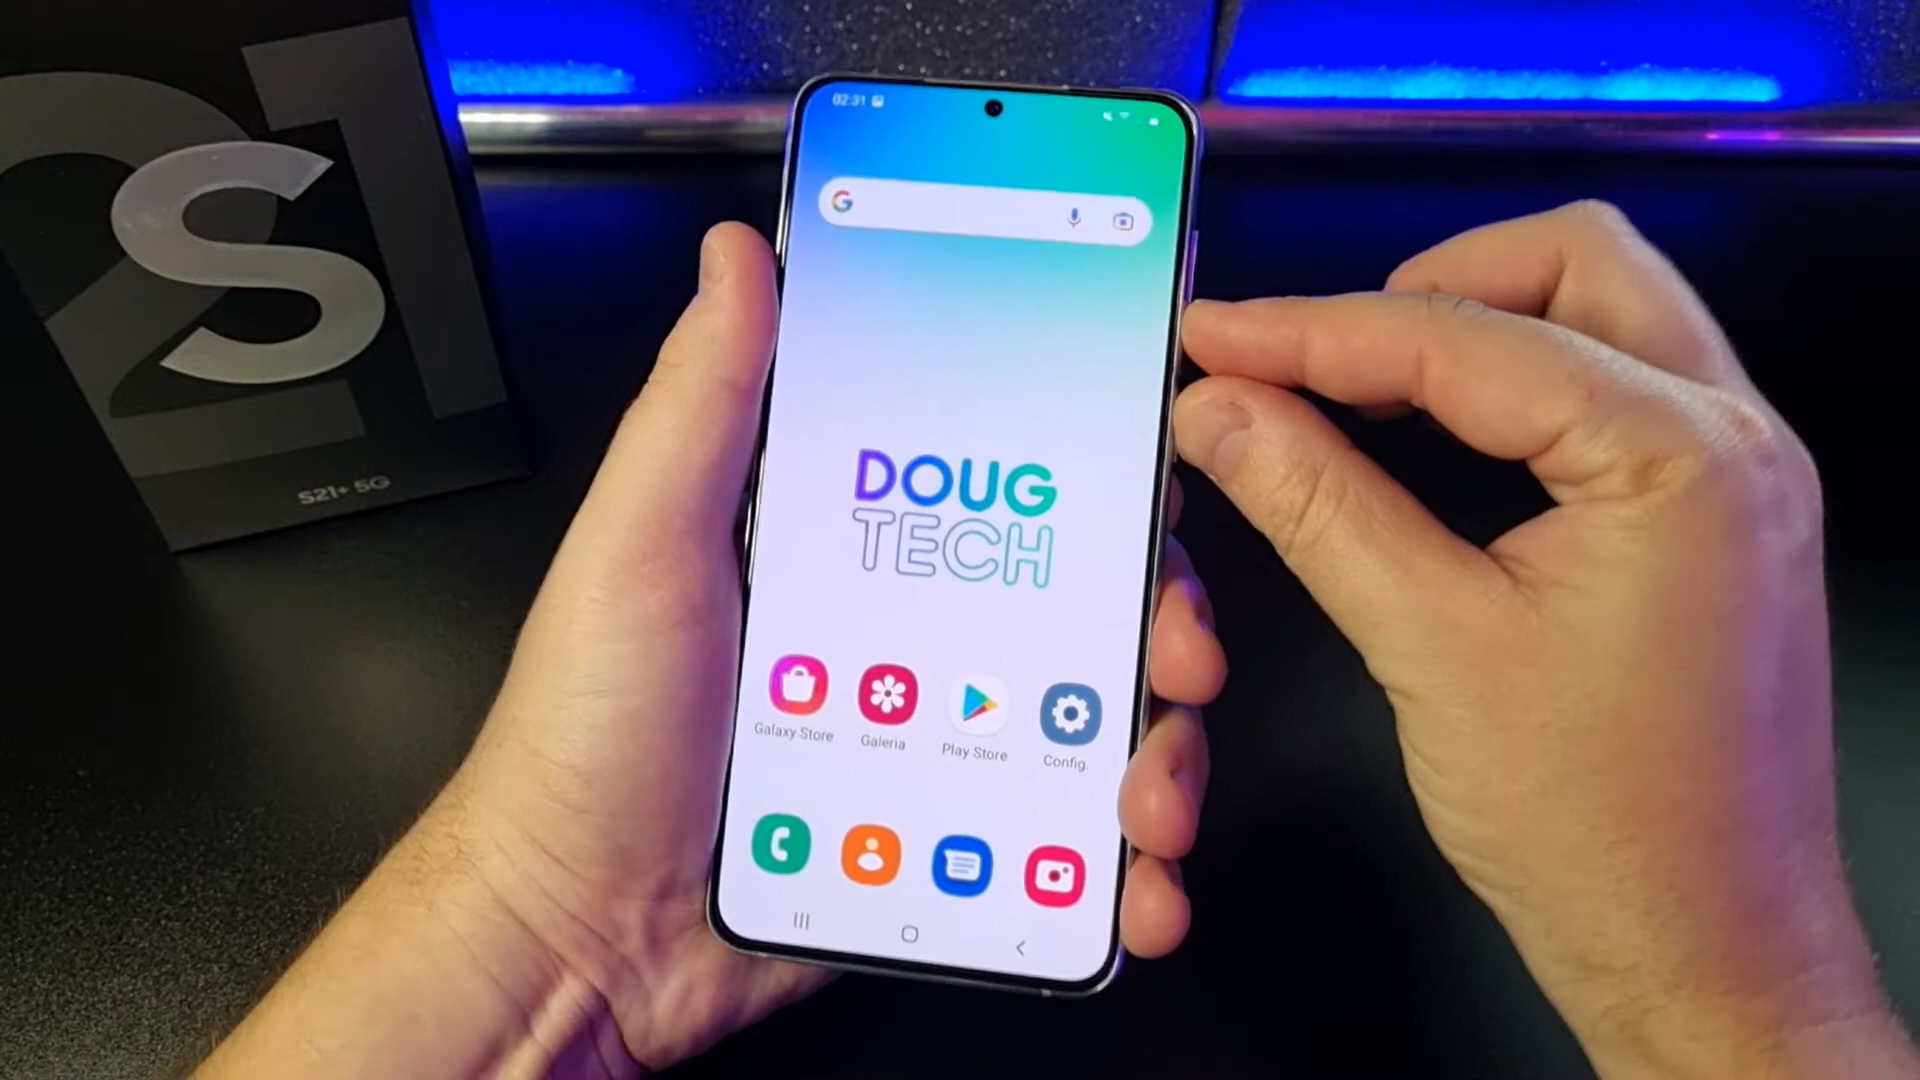 S21
S21+ 5G
02:31
G
DOUG
TECH
Galaxy Store
Galeria
Play Store
Config.